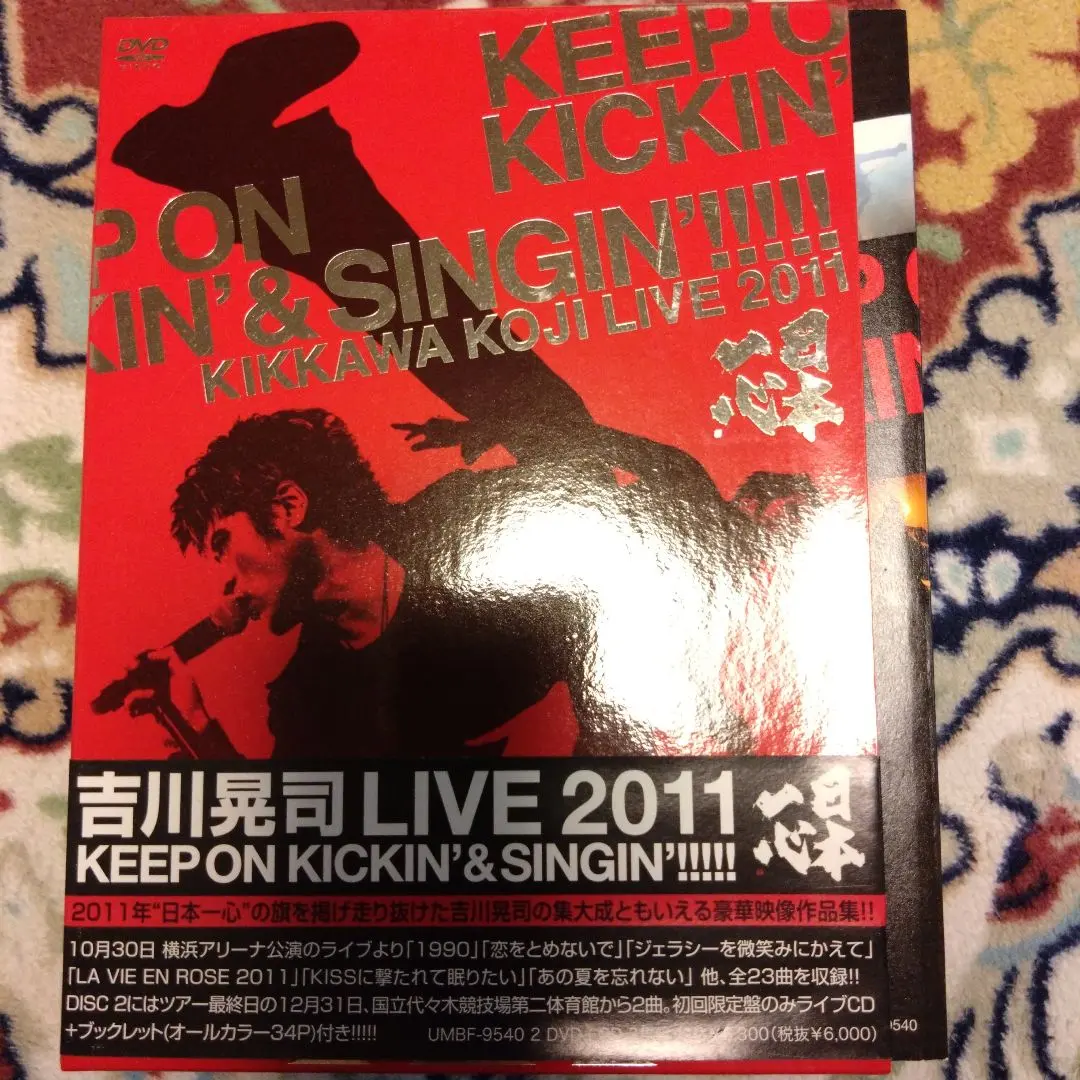 DVD
VIDEO
KEEP O
KICKIN'
P ON
KIN' & SINGIN'!!!!!
KIKKAWA KOJI LIVE 2011
日本一心
吉川晃司 LIVE 2011
KEEP ON KICKIN' & SINGIN'!!!!!
日本一心
2011年“日本一心”の旗を掲げ走り抜けた吉川晃司の集大成ともいえる豪華映像作品集!!
10月30日 横浜アリーナ公演のライブより「1990」「恋をとめないで」「ジェラシーを微笑みにかえて」
「LA VIE EN ROSE 2011」「KISSに撃たれて眠りたい」「あの夏を忘れない」 他、全23曲を収録!!
DISC 2にはツアー最終日の12月31日、国立代々木競技場第二体育館から2曲。初回限定盤のみライブCD
+ブックレット(オールカラー34P)付き!!!!!
UMBF-9540 2 DVD ,300(税抜¥6,000)
9540